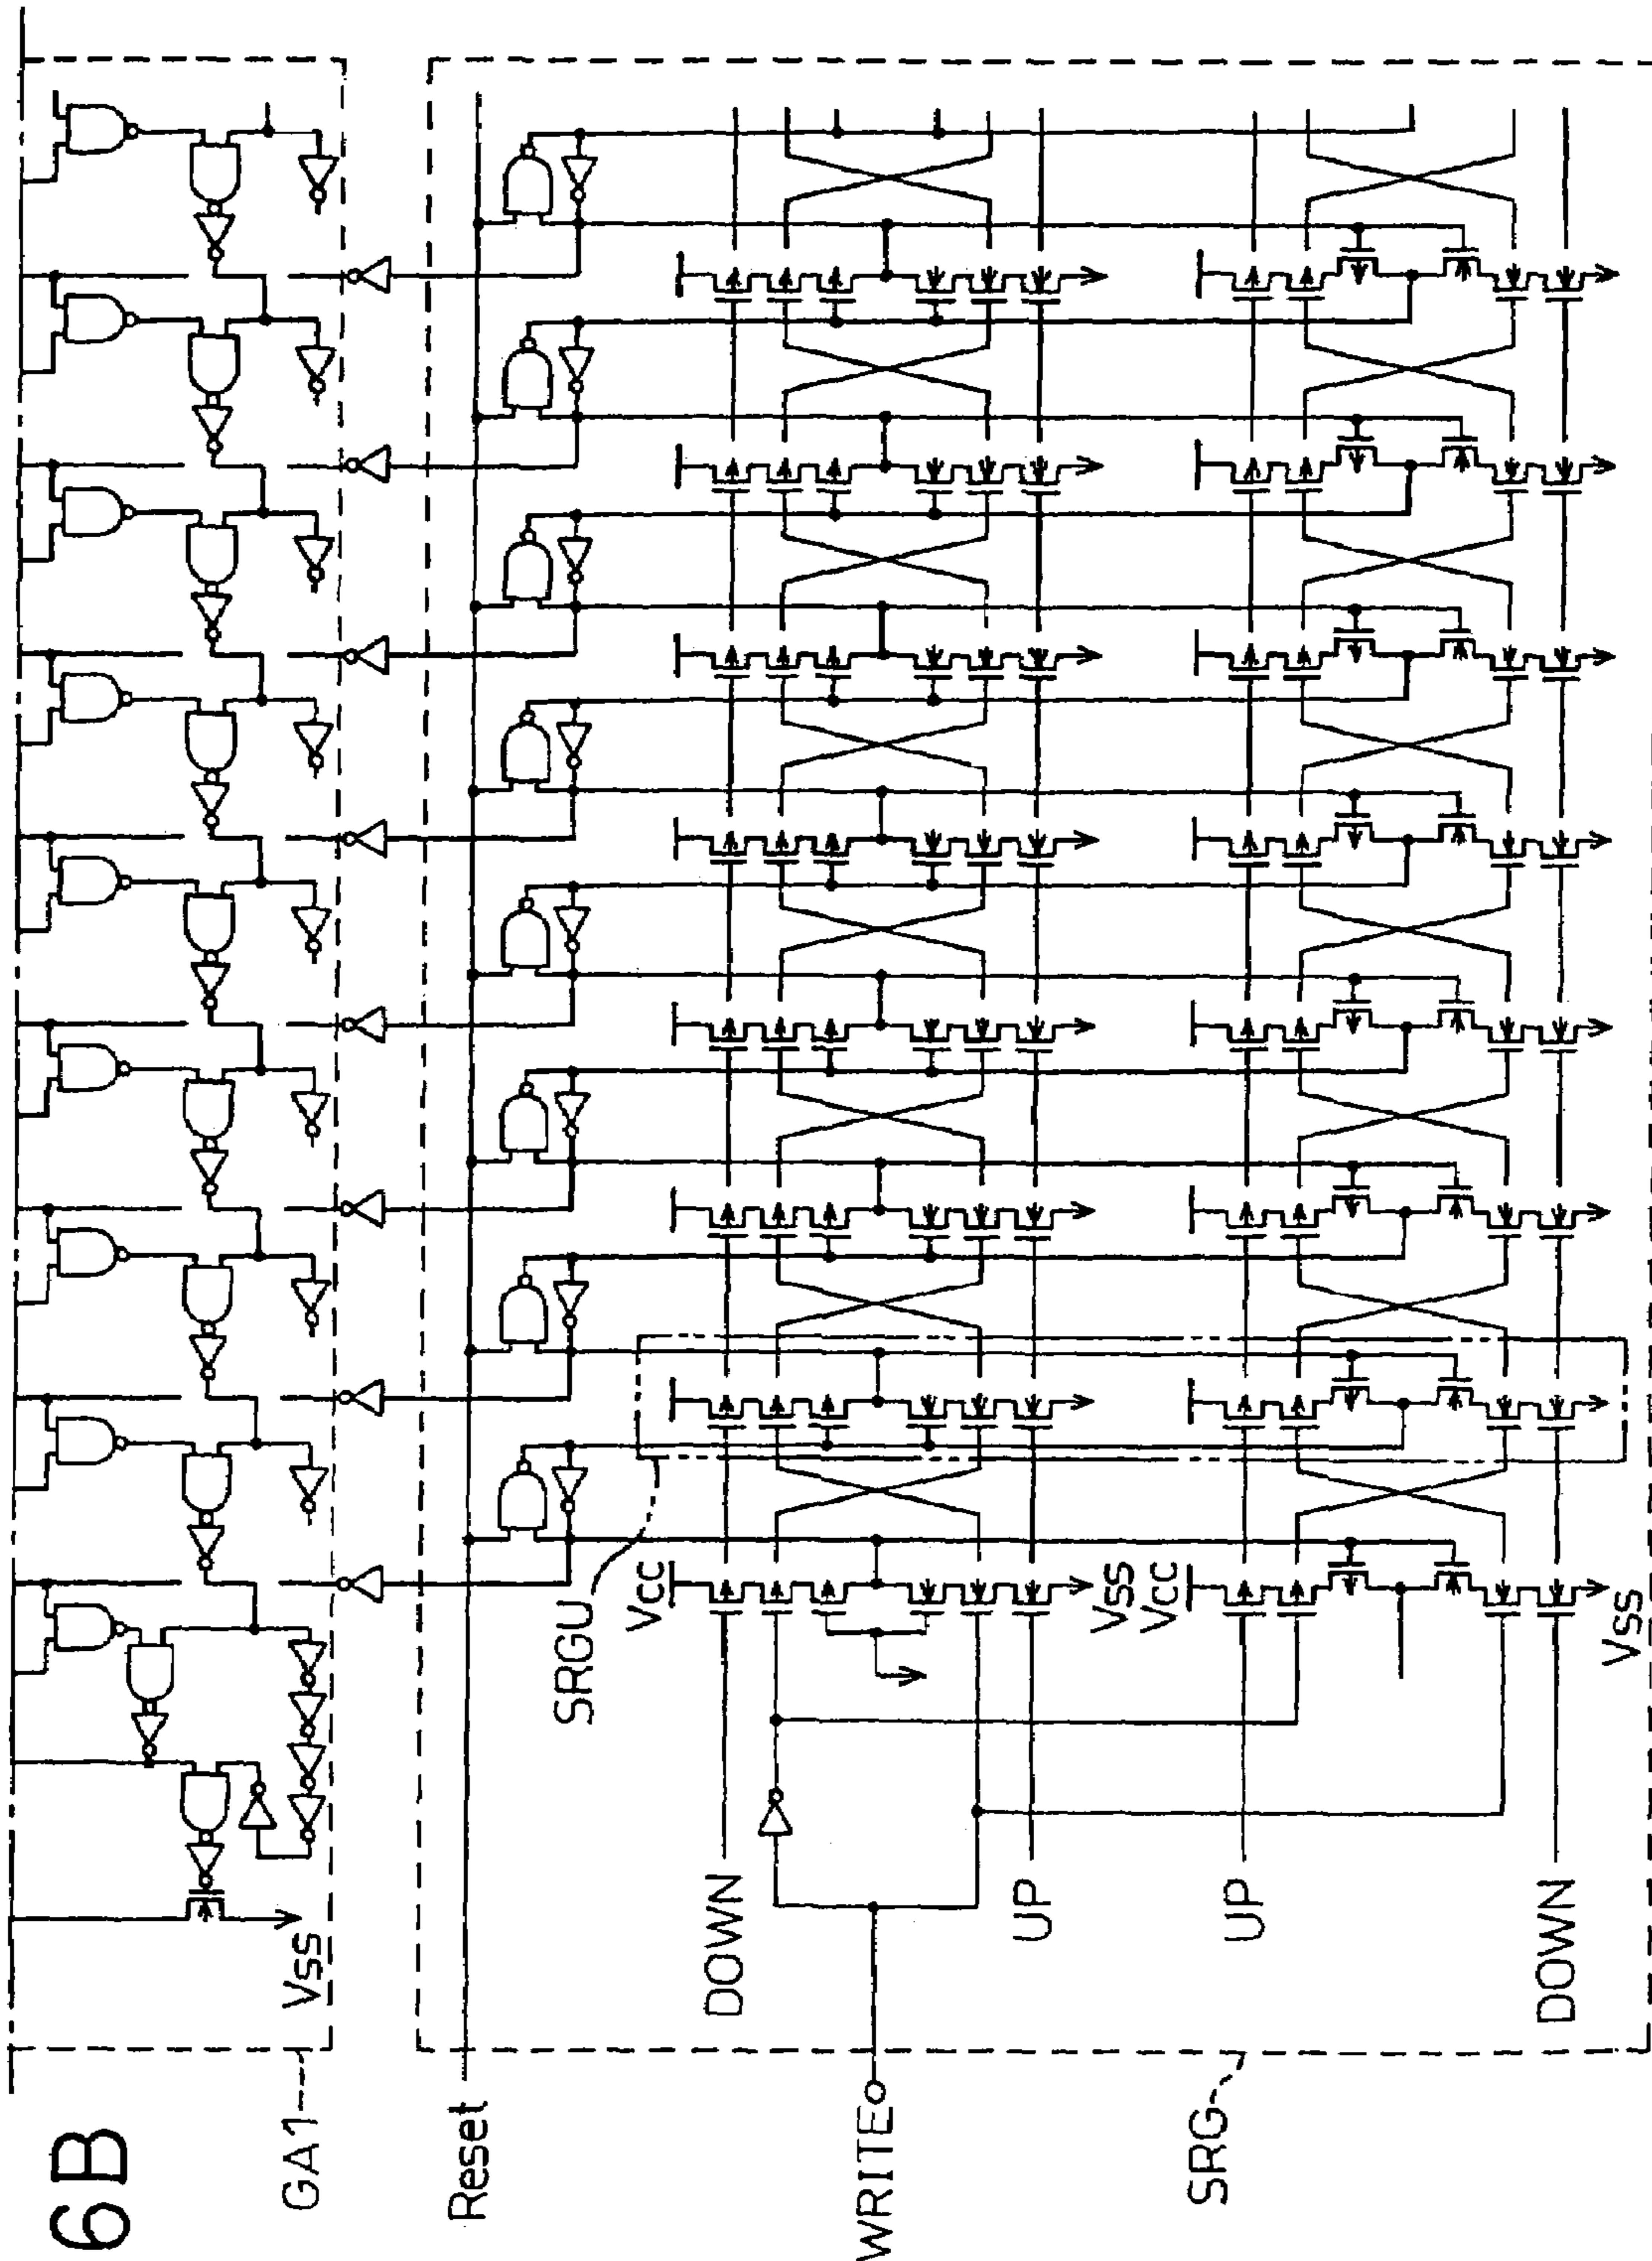 6B
GA1
Vss
Reset
SRGU
Vcc
Vss
Vcc
Vss
DOWN
UP
UP
DOWN
WRITE
SRG